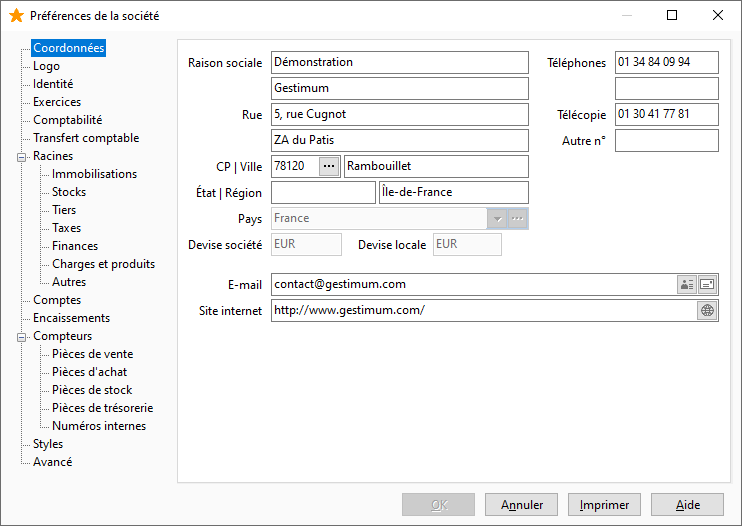 Préférences de la société
Coordonnées
Logo
Identité
Exercices
Comptabilité
Transfert comptable
Racines
Immobilisations
Stocks
Tiers
Taxes
Finances
Charges et produits
Autres
Comptes
Encaissements
Compteurs
Pièces de vente
Pièces d'achat
Pièces de stock
Pièces de trésorerie
Numéros internes
Styles
Avancé
Raison sociale Démonstration Téléphones 01 34 84 09 94
Gestimum
Rue 5, rue Cugnot Télécopie 01 30 41 77 81
ZA du Patis Autre n°
CP | Ville 78120 ... Rambouillet
État | Région Île-de-France
Pays France ...
Devise société EUR Devise locale EUR
E-mail contact@gestimum.com
Site internet http://www.gestimum.com/
OK Annuler Imprimer Aide